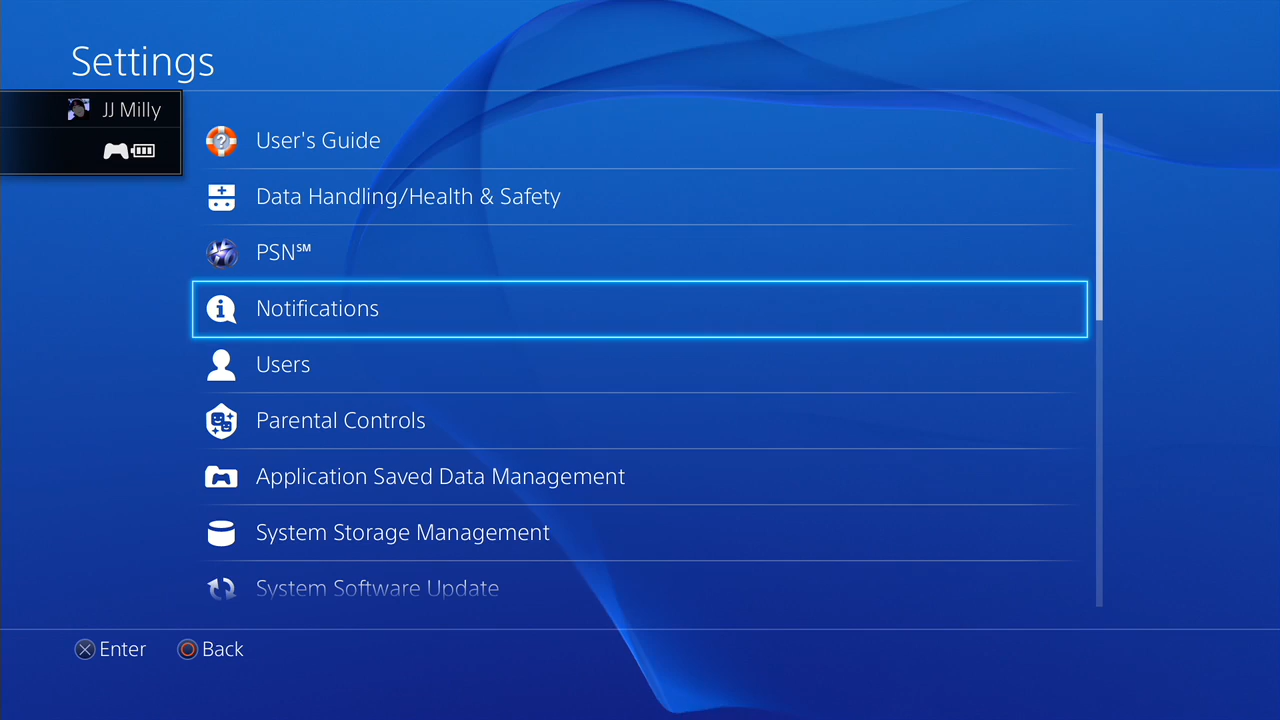 Settings
JJ Milly
User's Guide
Data Handling/Health & Safety
PSN℠
Notifications
Users
Parental Controls
Application Saved Data Management
System Storage Management
System Software Update
Enter
Back